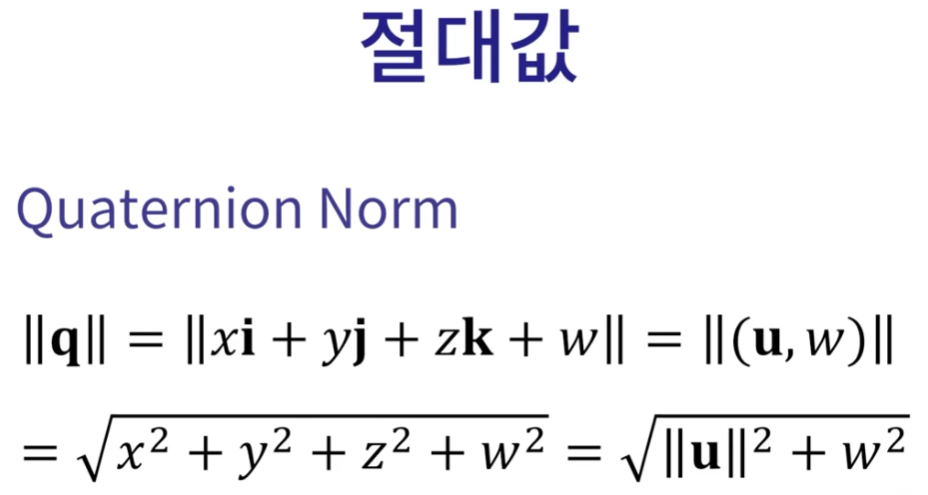 절대값
Quaternion Norm
‖𝐪‖ = ‖x𝐢 + y𝐣 + z𝐤 + w‖ = ‖(𝐮, w)‖
= √(x² + y² + z² + w²) = √(‖𝐮‖² + w²)